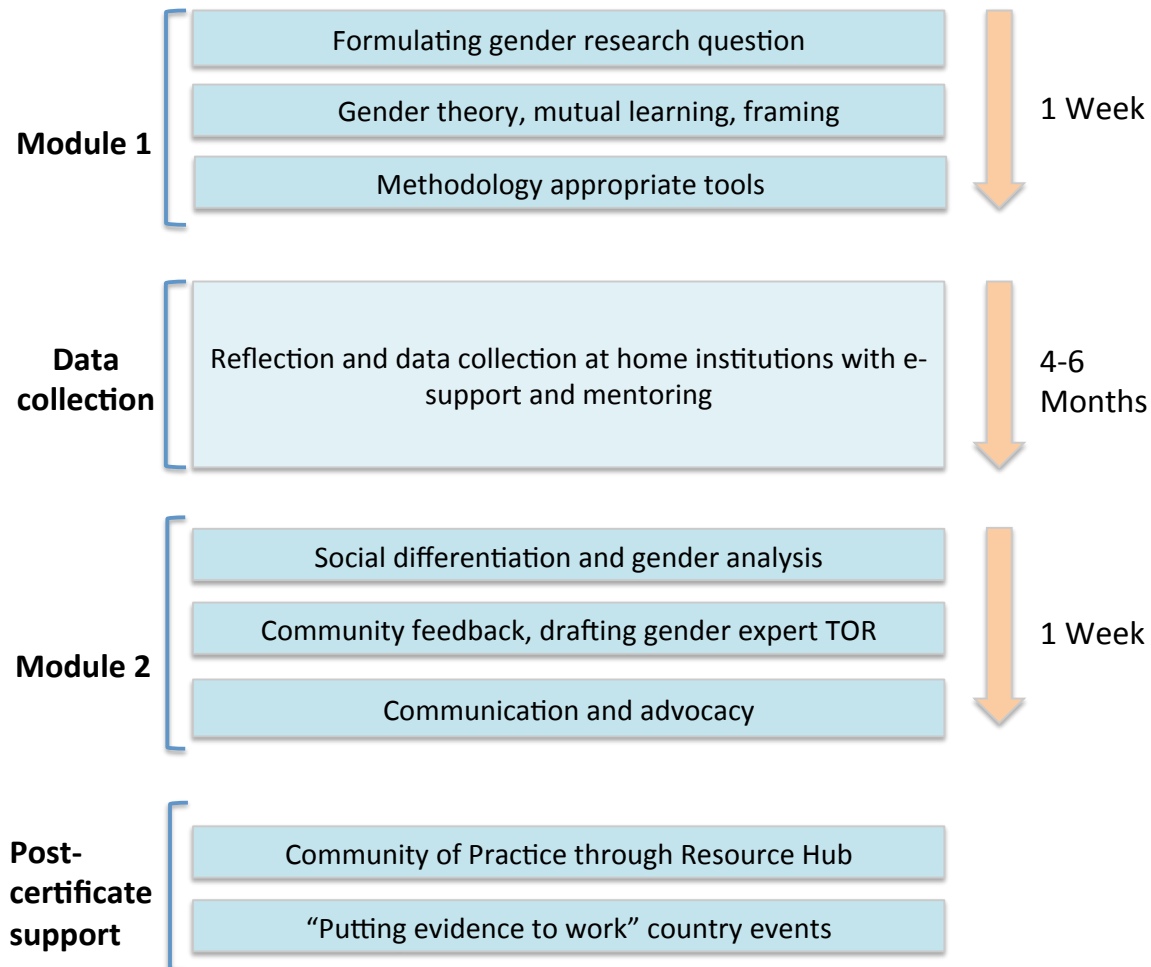 Module 1
Formulating gender research question
Gender theory, mutual learning, framing
Methodology appropriate tools
1 Week
Data
collection
Reflection and data collection at home institutions with e-
support and mentoring
4-6
Months
Module 2
Social differentiation and gender analysis
Community feedback, drafting gender expert TOR
Communication and advocacy
1 Week
Post-
certificate
support
Community of Practice through Resource Hub
“Putting evidence to work” country events